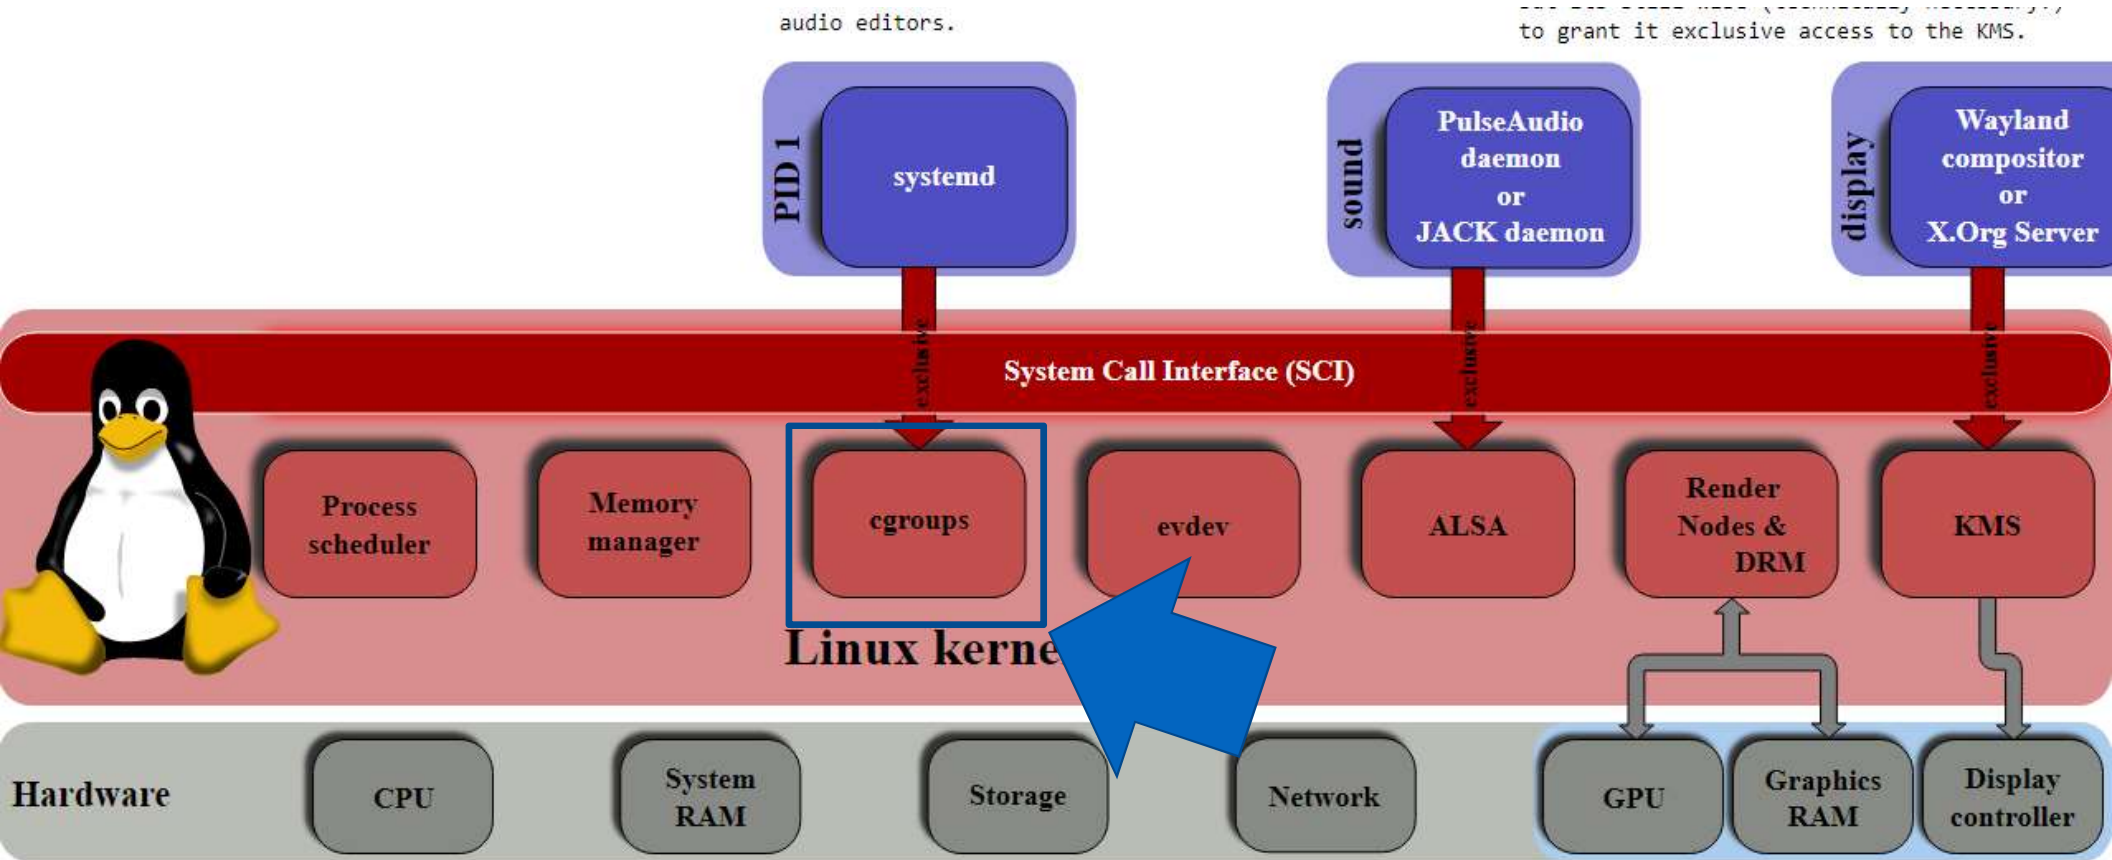 audio editors.
to grant it exclusive access to the KMS.
PID 1
systemd
sound
PulseAudio
daemon
or
JACK daemon
display
Wayland
compositor
or
X.Org Server
exclusive
exclusive
exclusive
System Call Interface (SCI)
Process
scheduler
Memory
manager
cgroups
evdev
ALSA
Render
Nodes &
DRM
KMS
Linux kerne
Hardware
CPU
System
RAM
Storage
Network
GPU
Graphics
RAM
Display
controller